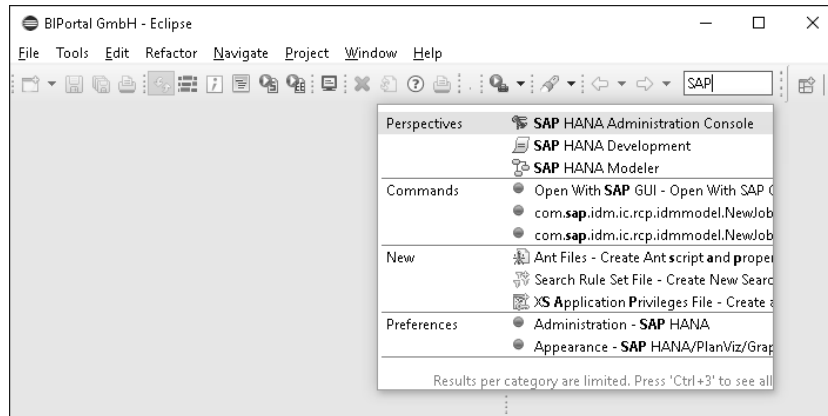 BIPortal GmbH - Eclipse
File Tools Edit Refactor Navigate Project Window Help
SAP
Perspectives SAP HANA Administration Console
SAP HANA Development
SAP HANA Modeler
Commands Open With SAP GUI - Open With SAP
com.sap.idm.ic.rcp.idmmodel.NewJob
com.sap.idm.ic.rcp.idmmodel.NewJob
New Ant Files - Create Ant script and proper
Search Rule Set File - Create New Searc
XS Application Privileges File - Create
Preferences Administration - SAP HANA
Appearance - SAP HANA/PlanViz/Grap
Results per category are limited. Press 'Ctrl+3' to see all